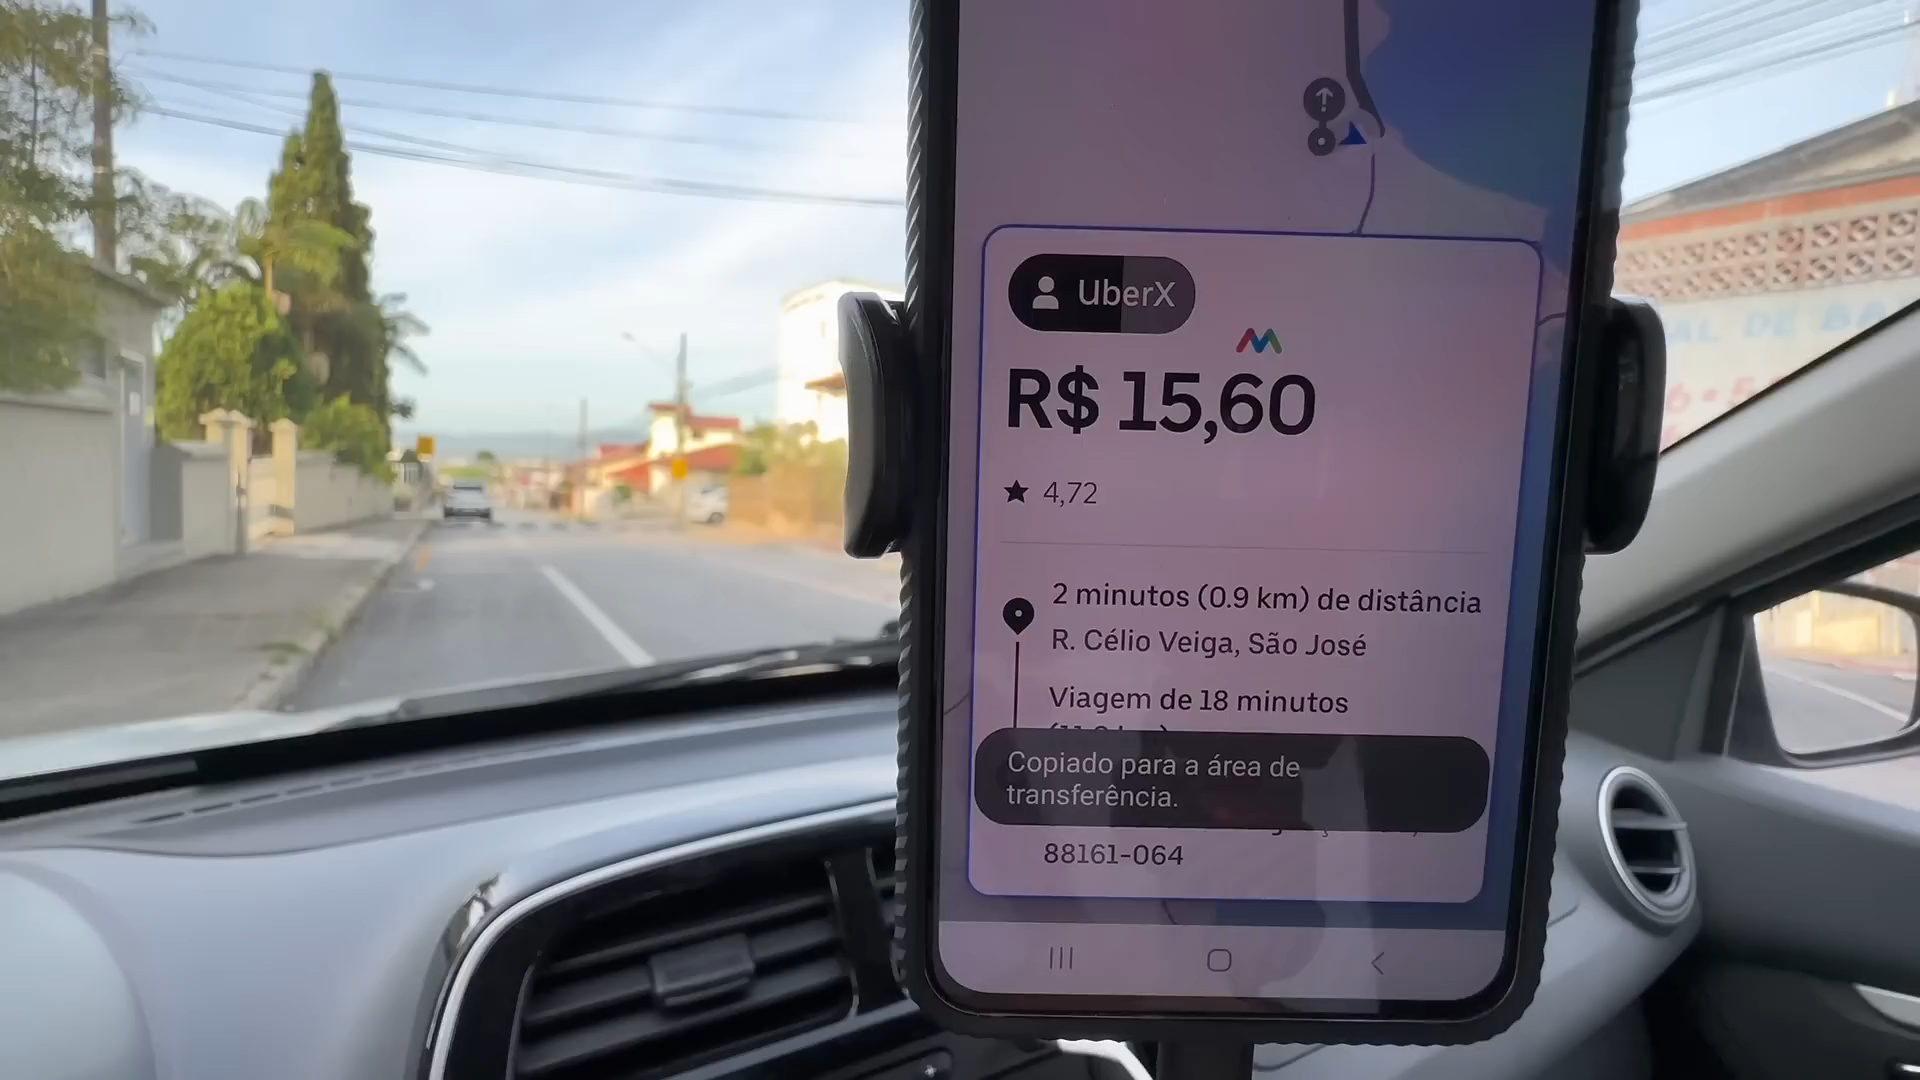 UberX
R$ 15,60
4,72
2 minutos (0.9 km) de distância
R. Célio Veiga, São José
Viagem de 18 minutos
Copiado para a área de
transferência.
88161-064